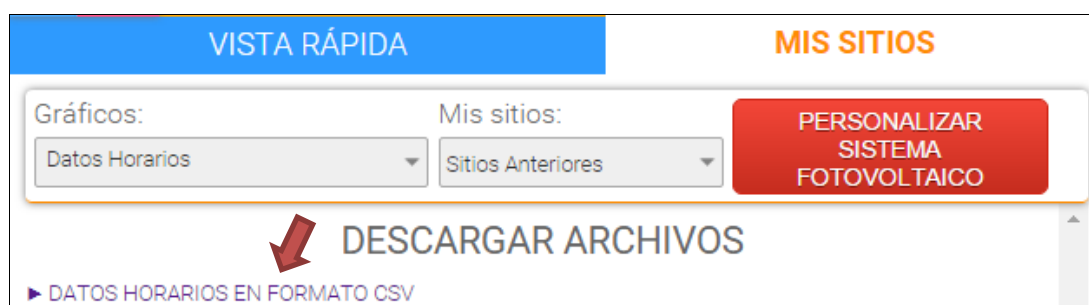 VISTA RÁPIDA
MIS SITIOS
Gráficos:
Mis sitios:
Datos Horarios
Sitios Anteriores
PERSONALIZAR
SISTEMA
FOTOVOLTAICO
DESCARGAR ARCHIVOS
► DATOS HORARIOS EN FORMATO CSV